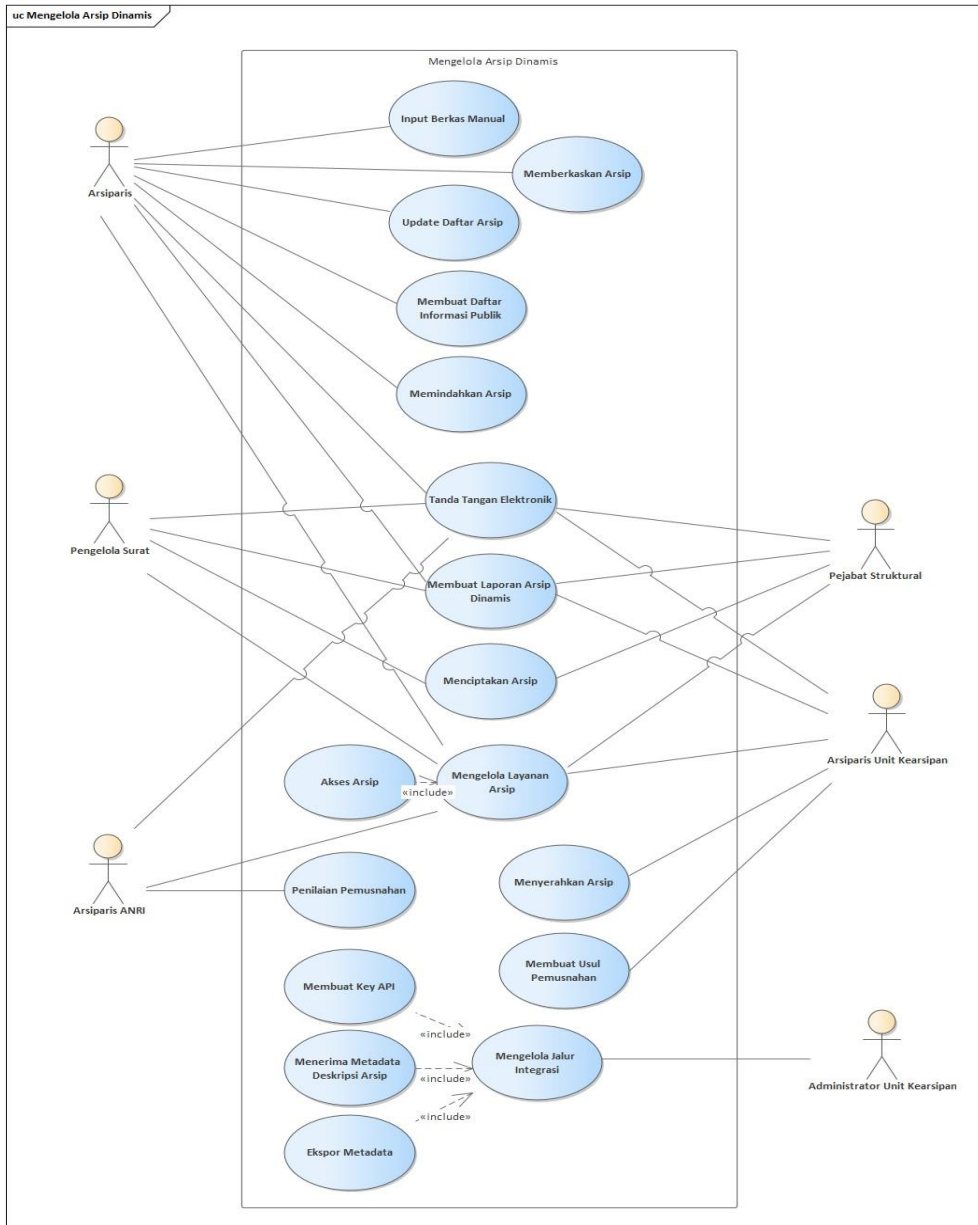 uc Mengelola Arsip Dinamis
Mengelola Arsip Dinamis
Input Berkas Manual
Memberkaskan Arsip
Arsiparis
Update Daftar Arsip
Membuat Daftar
Informasi Publik
Memindahkan Arsip
Tanda Tangan Elektronik
Pengelola Surat
Pejabat Struktural
Membuat Laporan Arsip
Dinamis
Menciptakan Arsip
Arsiparis Unit Kearsipan
Akses Arsip
«include»
Mengelola Layanan
Arsip
Arsiparis ANRI
Penilaian Pemusnahan
Menyerahkan Arsip
Membuat Usul
Pemusnahan
Membuat Key API
«include»
Menerima Metadata
Deskripsi Arsip
«include»
Mengelola Jalur
Integrasi
Administrator Unit Kearsipan
«include»
Ekspor Metadata